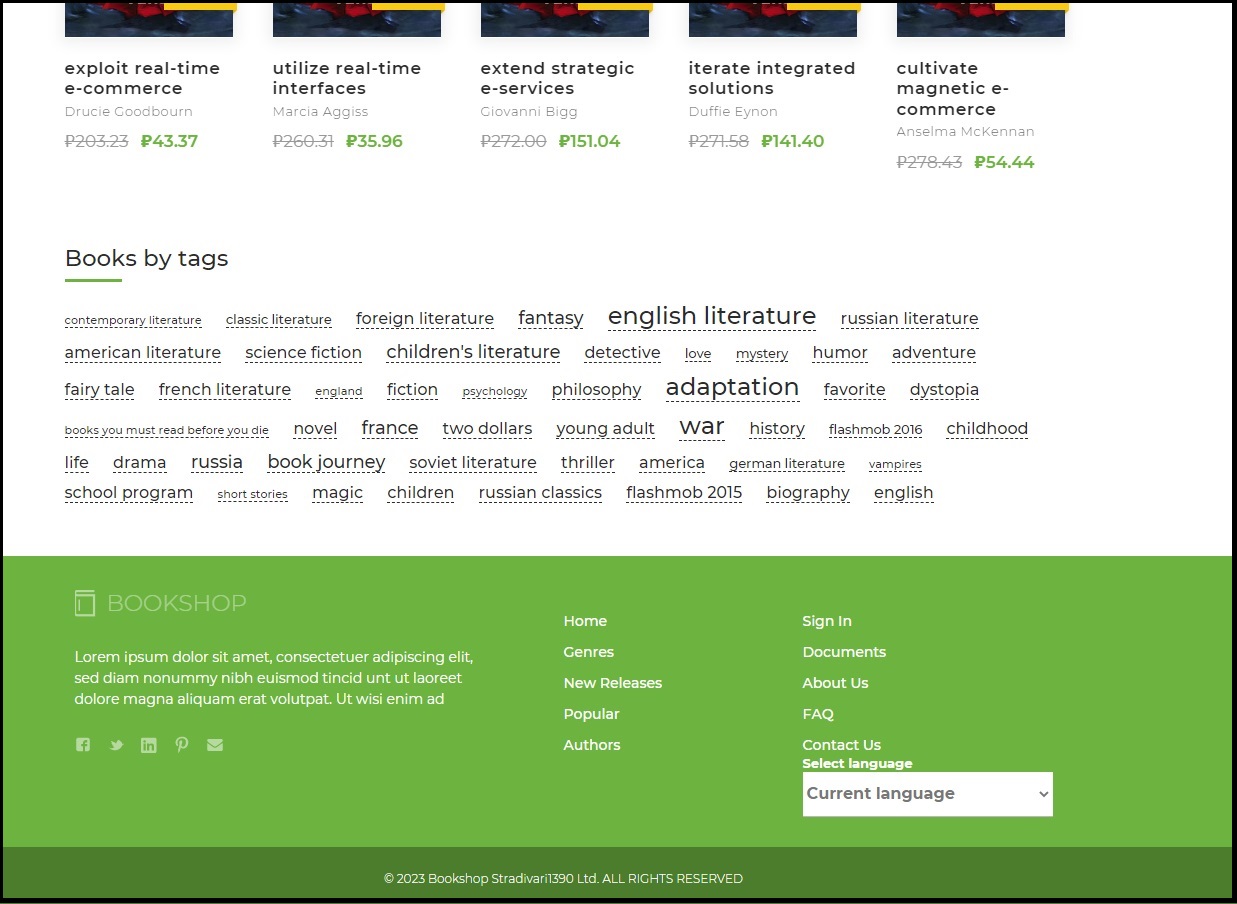 exploit real-time
e-commerce
Drucie Goodbourn
₽203.23 ₽43.37
utilize real-time
interfaces
Marcia Aggiss
₽260.31 ₽35.96
extend strategic
e-services
Giovanni Bigg
₽272.00 ₽151.04
iterate integrated
solutions
Duffie Eynon
₽271.58 ₽141.40
cultivate
magnetic e-
commerce
Anselma McKennan
₽278.43 ₽54.44
Books by tags
contemporary literature classic literature foreign literature fantasy english literature russian literature
american literature science fiction children's literature detective love mystery humor adventure
fairy tale french literature england fiction psychology philosophy adaptation favorite dystopia
books you must read before you die novel france two dollars young adult war history flashmob 2016 childhood
life drama russia book journey soviet literature thriller america german literature vampires
school program short stories magic children russian classics flashmob 2015 biography english
BOOKSHOP
Lorem ipsum dolor sit amet, consectetuer adipiscing elit,
sed diam nonummy nibh euismod tincid unt ut laoreet
dolore magna aliquam erat volutpat. Ut wisi enim ad
Home
Genres
New Releases
Popular
Authors
Sign In
Documents
About Us
FAQ
Contact Us
Select language
Current language
© 2023 Bookshop Stradivari1390 Ltd. ALL RIGHTS RESERVED